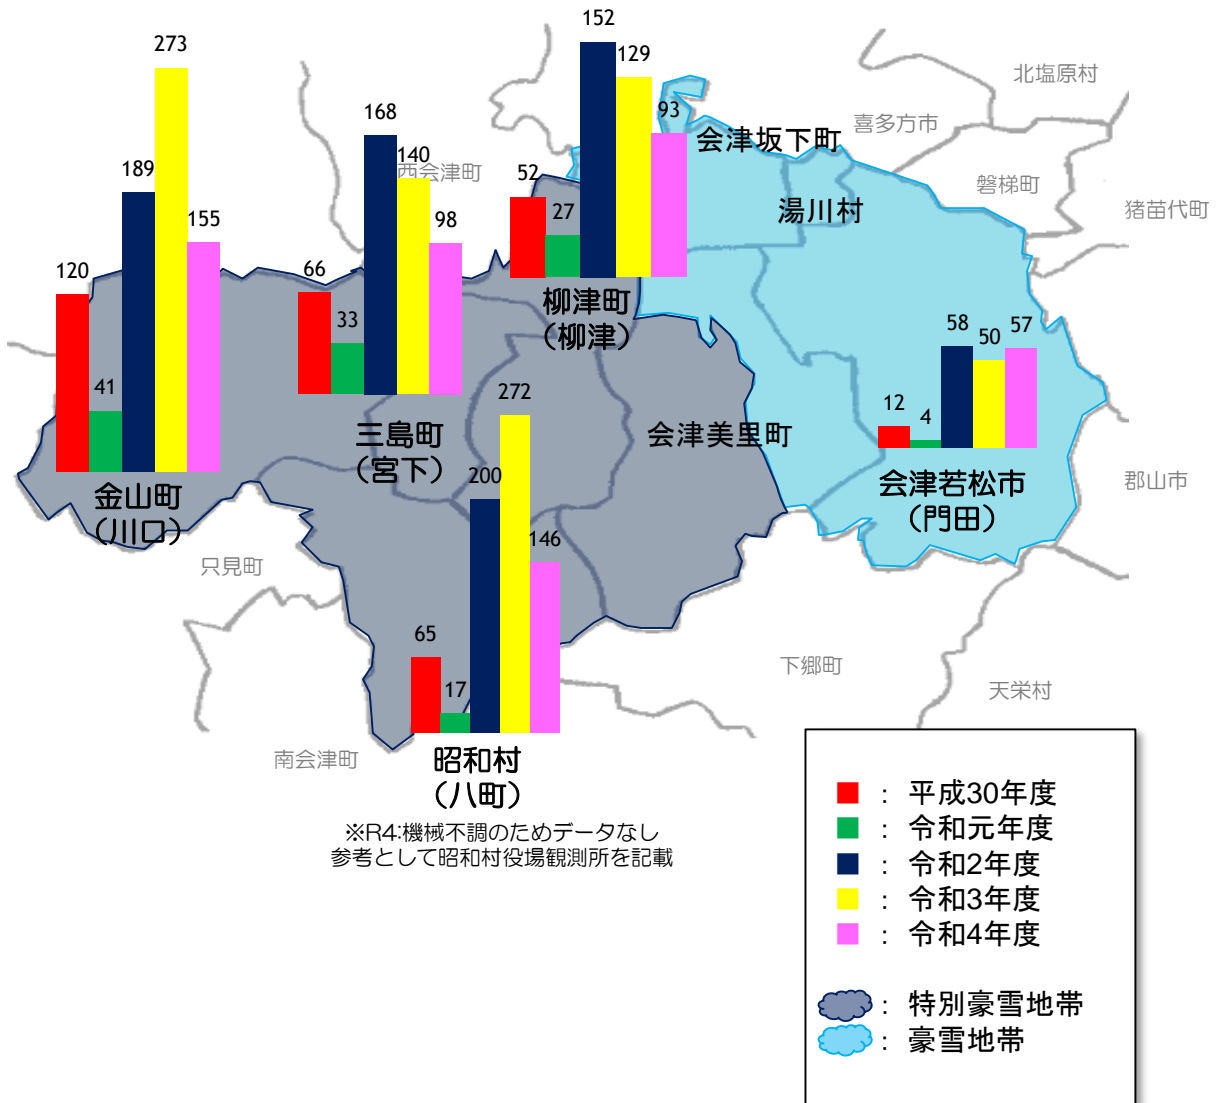 273
189
155
120
41
金山町
(川口)
168
140
98
66
33
三島町
(宮下)
152
129
93
52
27
柳津町
(柳津)
272
200
146
65
17
昭和村
(八町)
※R4:機械不調のためデータなし
参考として昭和村役場観測所を記載
58
50
57
12
4
会津若松市
(門田)
北塩原村
喜多方市
会津坂下町
西会津町
磐梯町
湯川村
猪苗代町
会津美里町
郡山市
只見町
下郷町
天栄村
南会津町
: 平成30年度
: 令和元年度
: 令和2年度
: 令和3年度
: 令和4年度
: 特別豪雪地帯
: 豪雪地帯